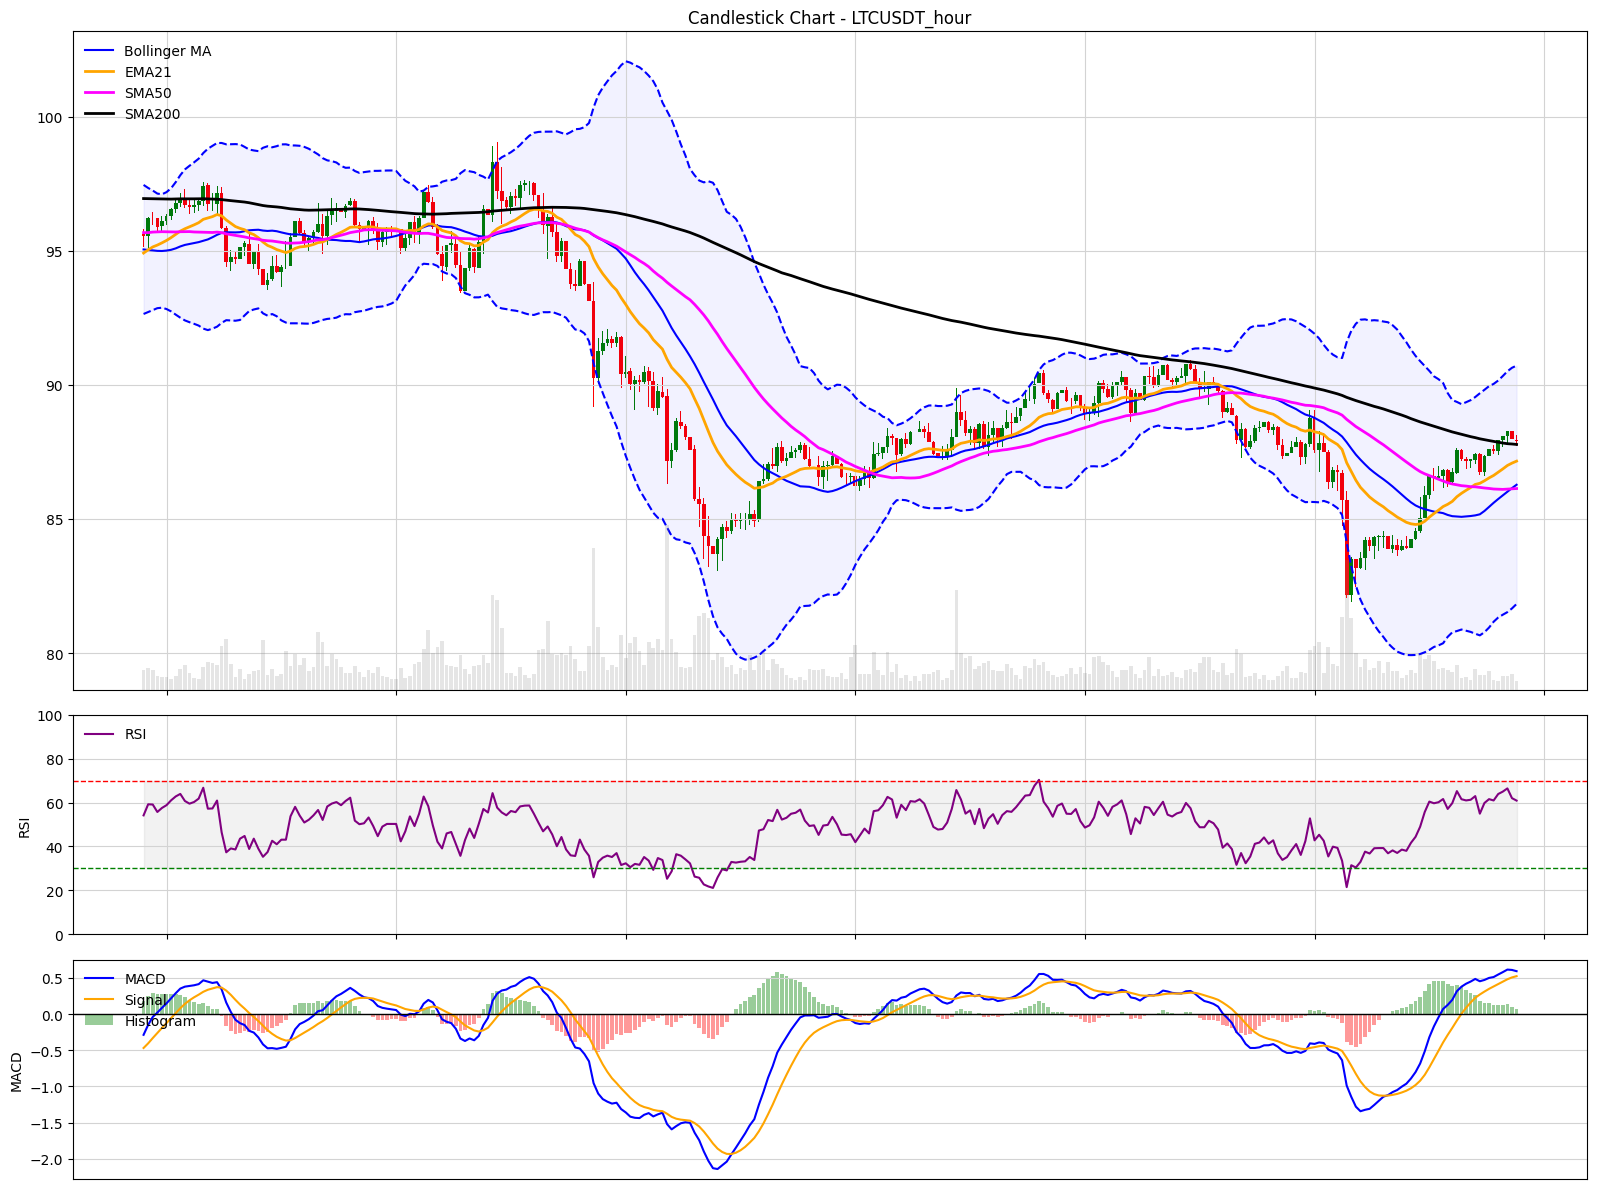 Candlestick Chart - LTCUSDT_hour
Bollinger MA
EMA21
SMA50
SMA200
100
95
90
85
80
RSI
100
80
60
40
20
0
RSI
MACD
Signal
Histogram
0.5
0.0
−0.5
−1.0
−1.5
−2.0
MACD